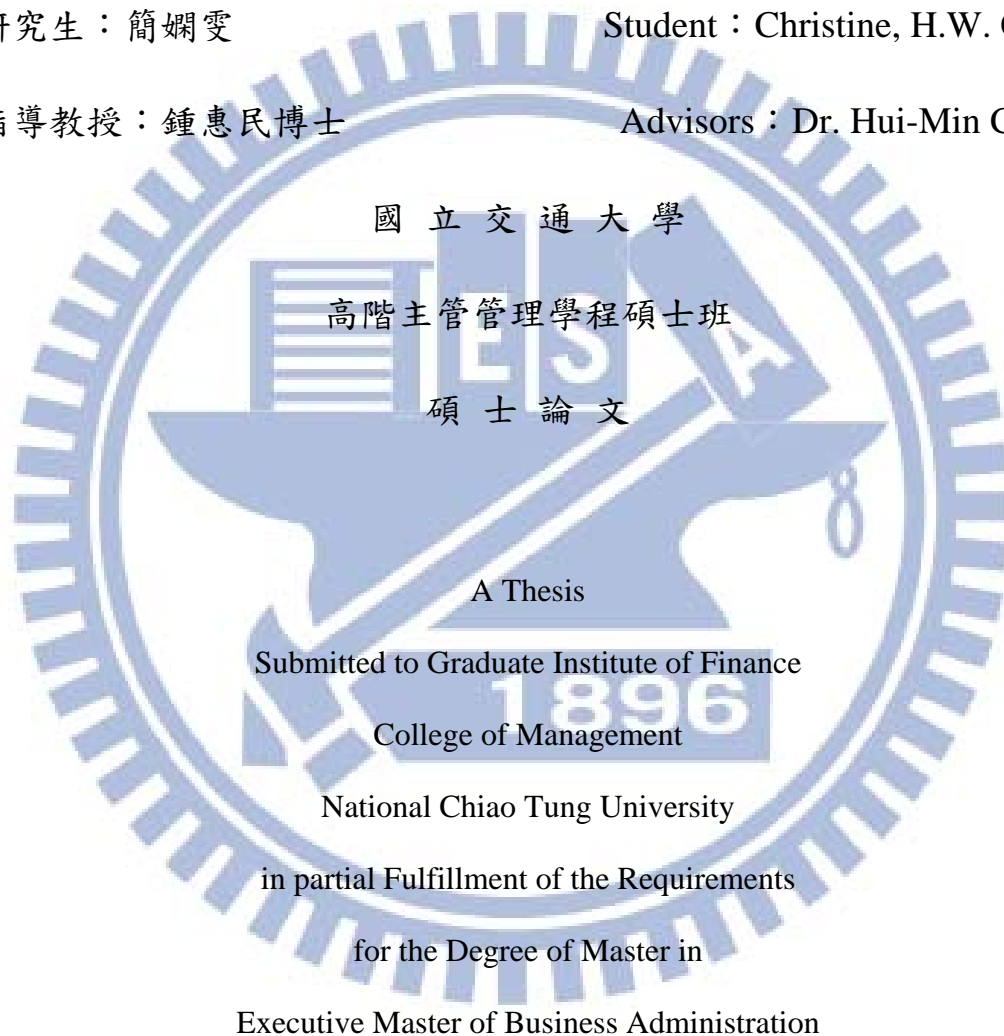 研究生：簡嫻雯 Student：Christine, H.W.
指導教授：鍾惠民博士 Advisors：Dr. Hui-Min
國 立 交 通 大 學
高階主管管理學程碩士班
E S A
碩 士 論 文
A Thesis
Submitted to Graduate Institute of Finance
1896
College of Management
National Chiao Tung University
in partial Fulfillment of the Requirements
for the Degree of Master in
Executive Master of Business Administration